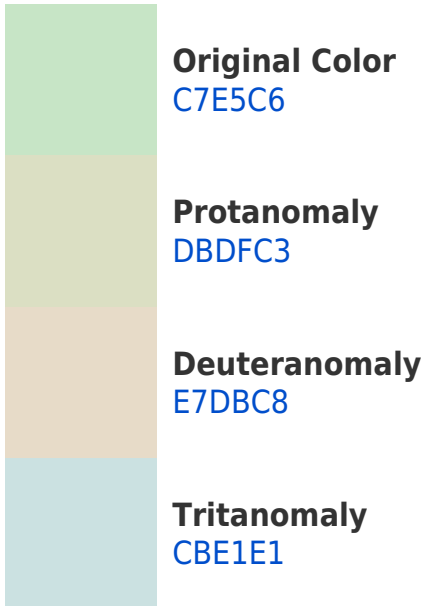 Original Color
C7E5C6
Protanomaly
DBDFC3
Deuteranomaly
E7DBC8
Tritanomaly
CBE1E1